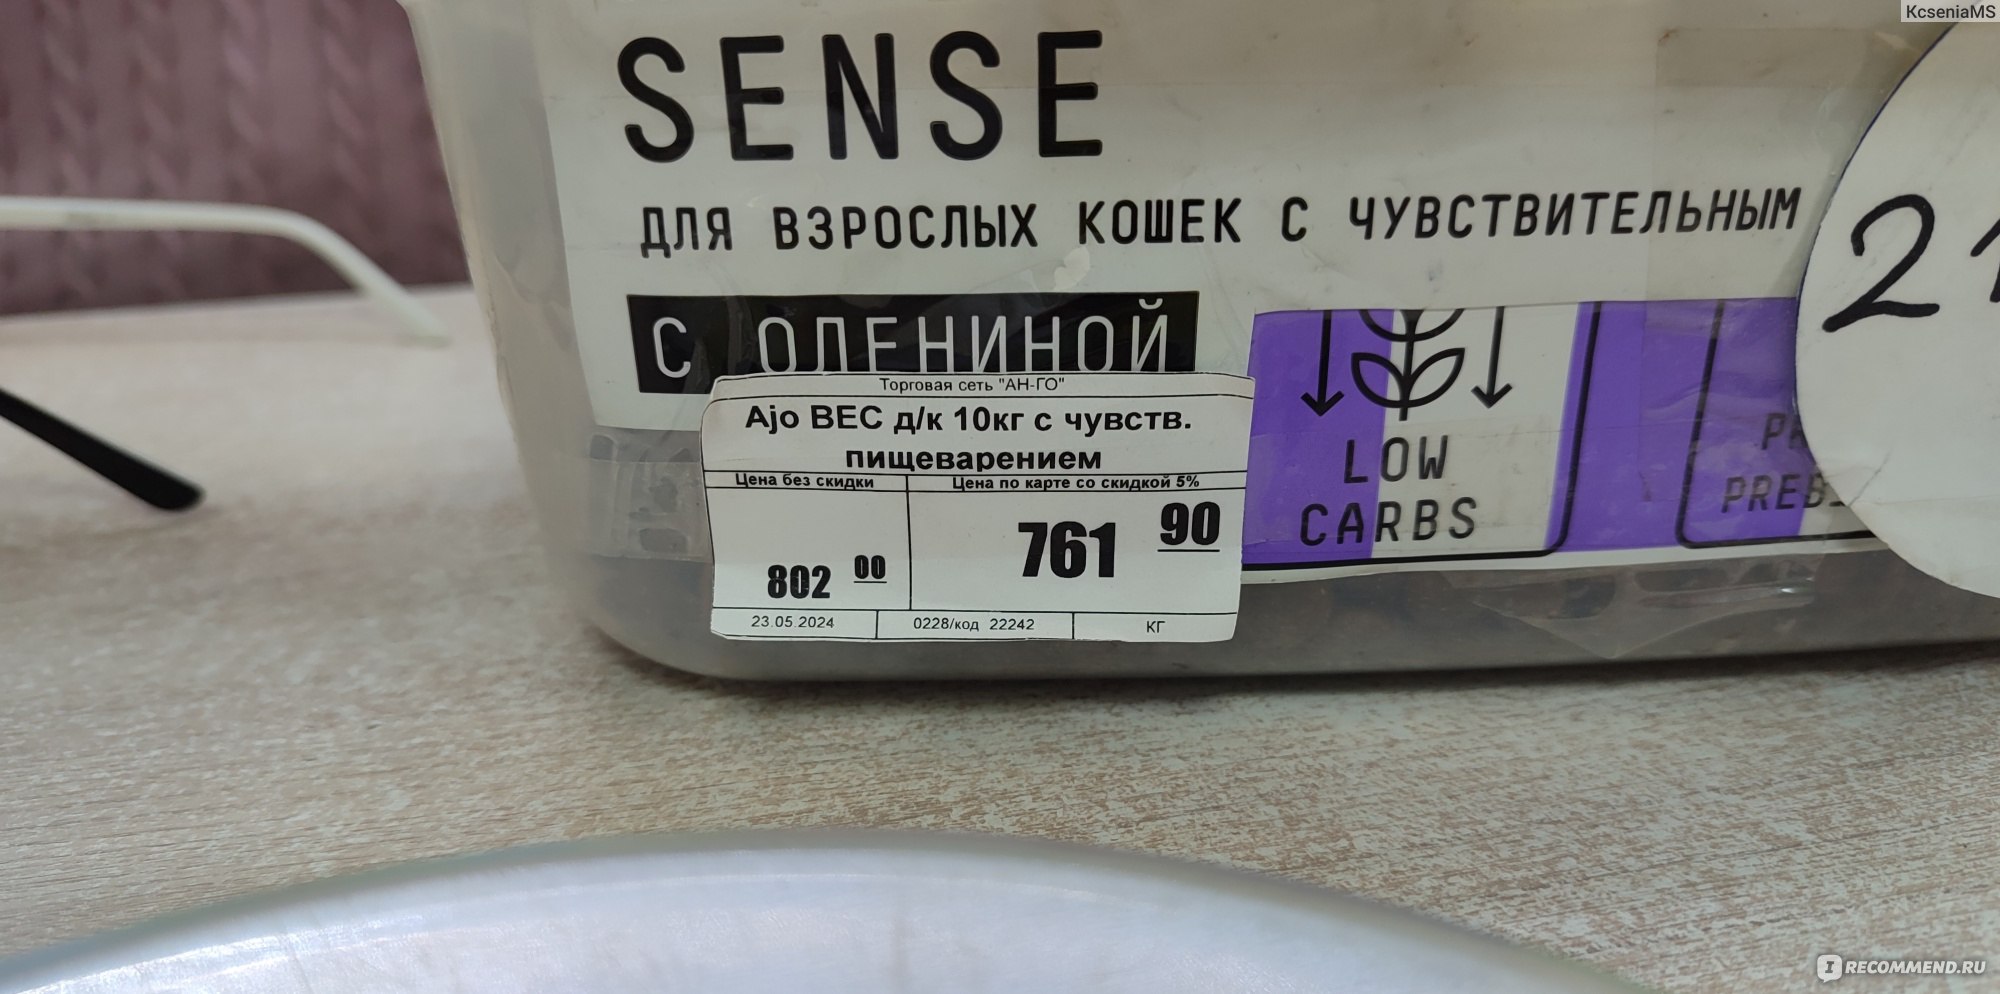 KcseniaMS
SENSE
ДЛЯ ВЗРОСЛЫХ КОШЕК С ЧУВСТВИТЕЛЬНЫМ
С ОЛЕНИНОЙ
Торговая сеть "АН-ГО"
Ajo ВЕС д/к 10кг с чувств.
пищеварением
Цена без скидки
Цена по карте со скидкой 5%
802 00
761 90
23.05.2024
0228/код 22242
КГ
LOW
CARBS
RECOMMEND.RU